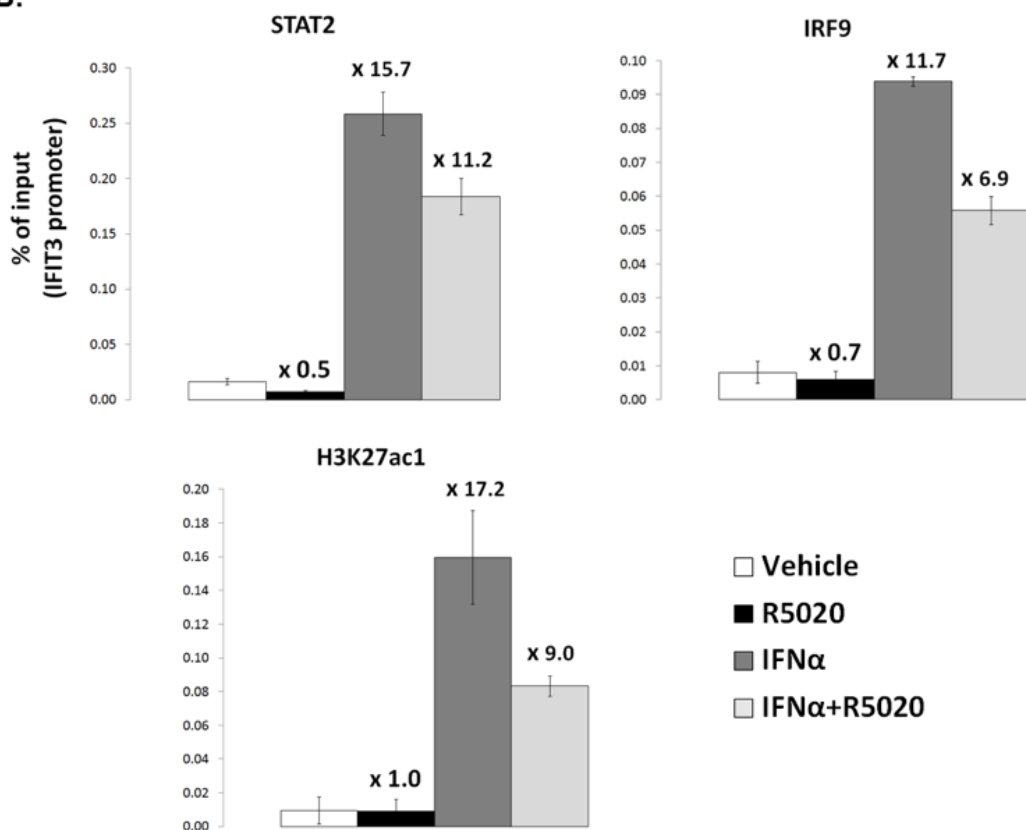 STAT2
% of input
(IFIT3 promoter)
0.30
0.25
0.20
0.15
0.10
0.05
0.00
x 0.5
x 15.7
x 11.2
IRF9
0.10
0.09
0.08
0.07
0.06
0.05
0.04
0.03
0.02
0.01
0.00
x 0.7
x 11.7
x 6.9
H3K27ac1
0.20
0.18
0.16
0.14
0.12
0.10
0.08
0.06
0.04
0.02
0.00
x 1.0
x 17.2
x 9.0
Vehicle
R5020
IFNα
IFNα+R5020